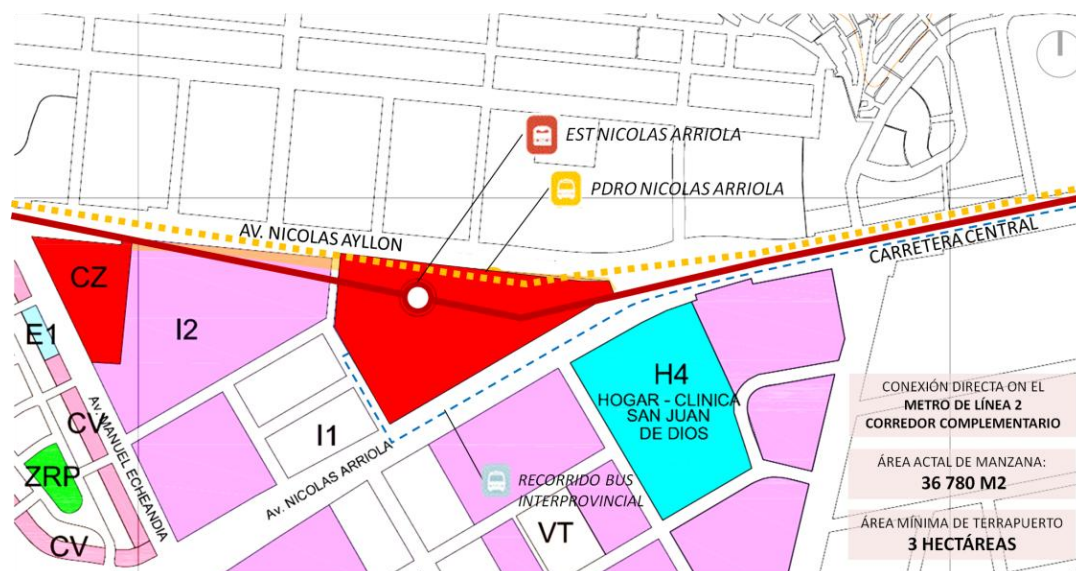 EST NICOLAS ARRIOLA
PDRO NICOLAS ARRIOLA
AV. NICOLAS AYLLON
CARRETERA CENTRAL
CZ
E1
I2
H4
HOGAR - CLINICA
SAN JUAN
DE DIOS
CV
Av. MANUEL ECHEANDIA
I1
ZRP
Av. NICOLAS ARRIOLA
RECORRIDO BUS
INTERPROVINCIAL
VT
CV
CONEXIÓN DIRECTA ON EL
METRO DE LÍNEA 2
CORREDOR COMPLEMENTARIO
ÁREA ACTAL DE MANZANA:
36 780 M2
ÁREA MÍNIMA DE TERRAPUERTO
3 HECTÁREAS